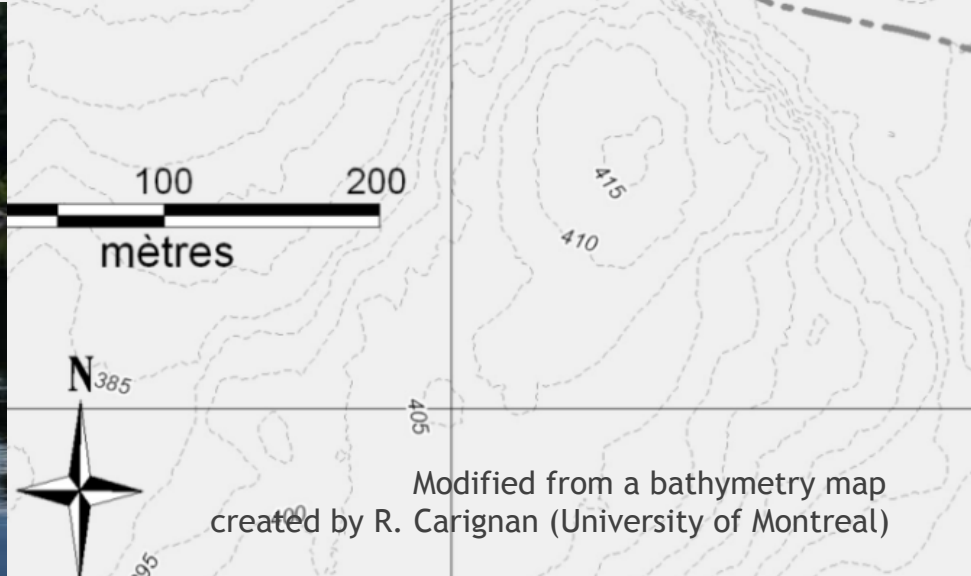 100 200
mètres
415
410
N
385
405
Modified from a bathymetry map
created by R. Carignan (University of Montreal)
400
395